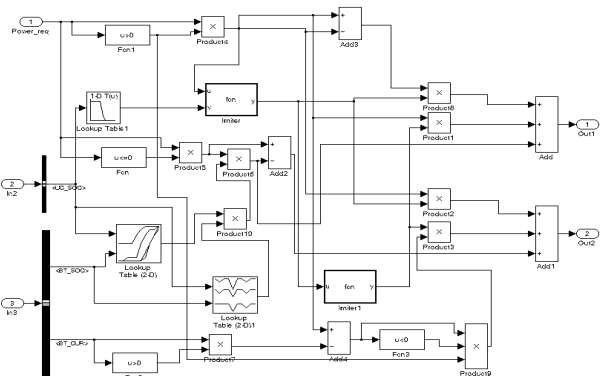 1
Power_req
u>0
Fcn1
Product4
Add3
1-D T(u)
Lookup Table1
u
v
fcn
y
limiter
Product8
Product1
Add
1
Out1
u<=0
Fcn
Product5
Product6
Add2
2
In2
<UC_SOC>
Product2
Product3
Product10
Add1
2
Out2
Lookup
Table (2-D)
<BT_SOC>
3
In3
Lookup
Table (2-D)1
u
fcn
y
limiter1
<BT_CUR>
u>0
Product7
Add4
u<0
Fcn3
Product9